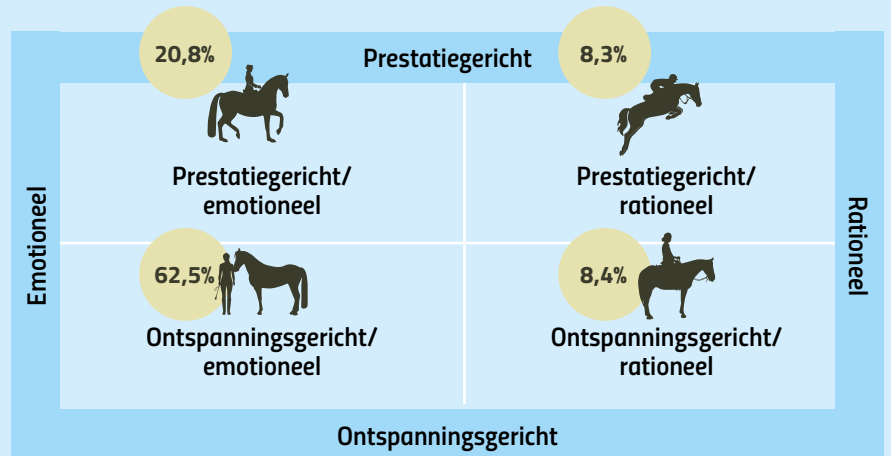 20,8%
Prestatiegericht
8,3%
Prestatiegericht/
emotioneel
Prestatiegericht/
rationeel
Emotioneel
Rationeel
62,5%
8,4%
Ontspanningsgericht/
emotioneel
Ontspanningsgericht/
rationeel
Ontspanningsgericht